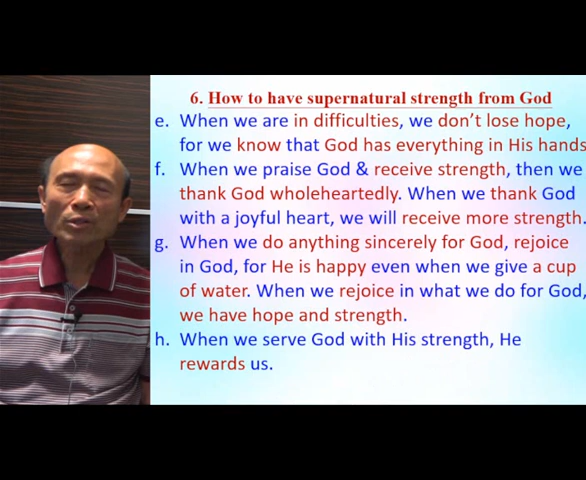 6. How to have supernatural strength from God
e. When we are in difficulties, we don't lose hope,
for we know that God has everything in His hands
f. When we praise God & receive strength, then we
thank God wholeheartedly. When we thank God
with a joyful heart, we will receive more strength.
g. When we do anything sincerely for God, rejoice
in God, for He is happy even when we give a cup
of water. When we rejoice in what we do for God,
we have hope and strength.
h. When we serve God with His strength, He
rewards us.